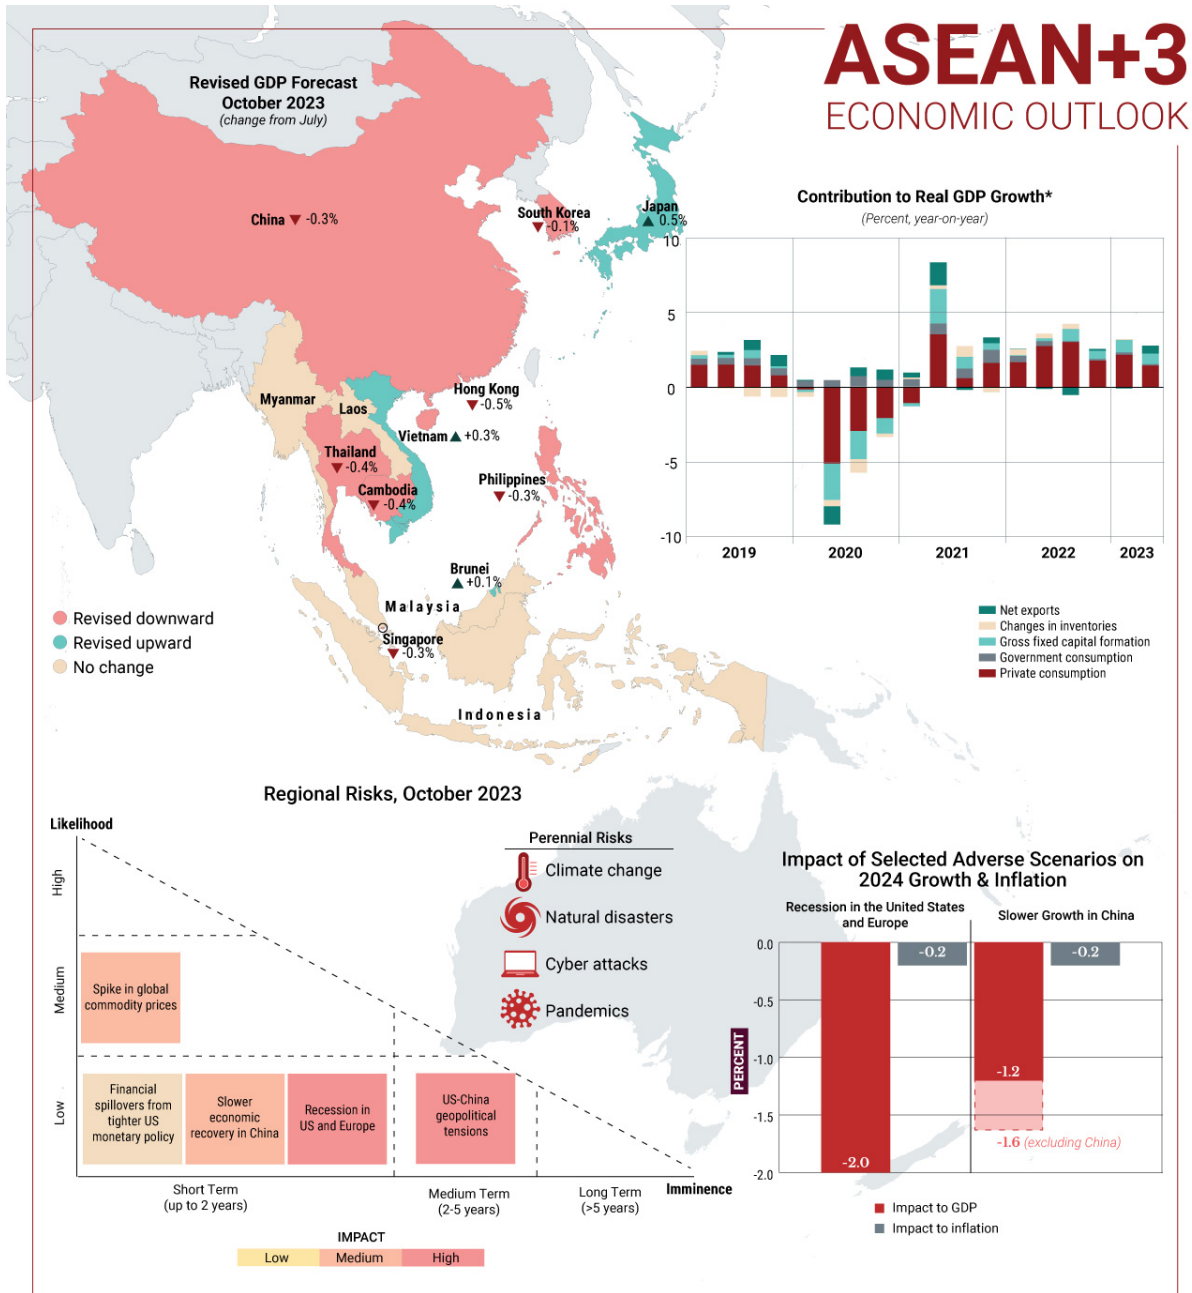 ASEAN+3
ECONOMIC OUTLOOK
Revised GDP Forecast
October 2023
(change from July)
China ▼ -0.3%
South Korea
▼ -0.1%
Japan
▲ 0.5%
Myanmar
Laos
Hong Kong
▼ -0.5%
Vietnam ▲ +0.3%
Thailand
▼ -0.4%
Cambodia
▼ -0.4%
Philippines
▼ -0.3%
Brunei
▲ +0.1%
Malaysia
Singapore
▼ -0.3%
Indonesia
Revised downward
Revised upward
No change
Contribution to Real GDP Growth*
(Percent, year-on-year)
10
5
0
-5
-10
2019 2020 2021 2022 2023
Net exports
Changes in inventories
Gross fixed capital formation
Government consumption
Private consumption
Regional Risks, October 2023
Likelihood
High
Medium
Low
Spike in global
commodity prices
Financial
spillovers from
tighter US
monetary policy
Slower
economic
recovery in China
Recession in
US and Europe
US-China
geopolitical
tensions
Short Term
(up to 2 years)
Medium Term
(2-5 years)
Long Term
(>5 years)
Imminence
IMPACT
Low Medium High
Perennial Risks
Climate change
Natural disasters
Cyber attacks
Pandemics
Impact of Selected Adverse Scenarios on
2024 Growth & Inflation
Recession in the United States
and Europe
Slower Growth in China
PERCENT
0.0
-0.5
-1.0
-1.5
-2.0
-2.0
-0.2
-1.2
-0.2
-1.6 (excluding China)
Impact to GDP
Impact to inflation